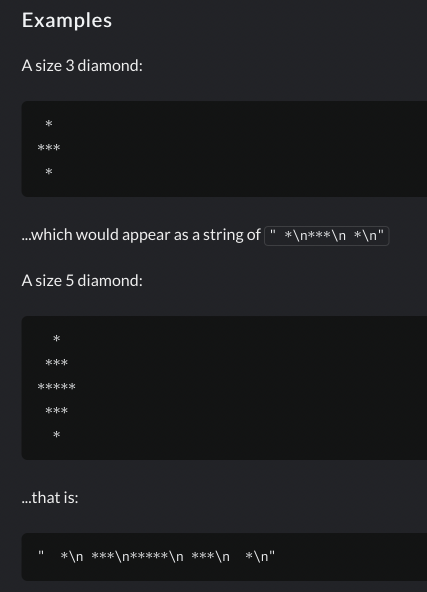 Examples
A size 3 diamond:
 *
***
 *
...which would appear as a string of " *\n***\n *\n"
A size 5 diamond:
  *
 ***
*****
 ***
  *
...that is:
"  *\n ***\n*****\n ***\n  *\n"